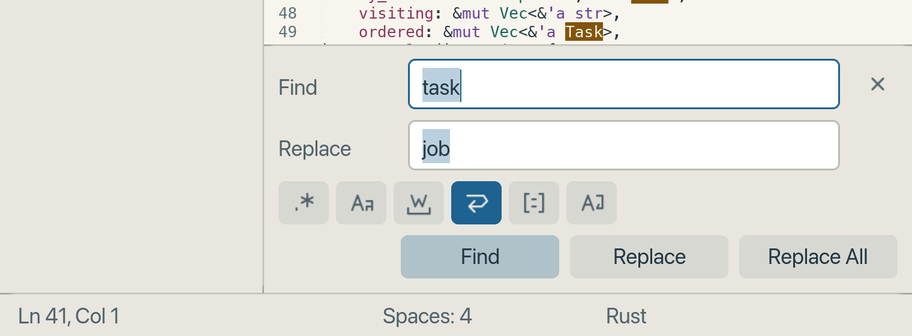 48 visiting: &mut Vec<&'a str>,
49 ordered: &mut Vec<&'a Task>,
Find task ×
Replace job
.* Aa W [=] AJ
Find Replace Replace All
Ln 41, Col 1 Spaces: 4 Rust